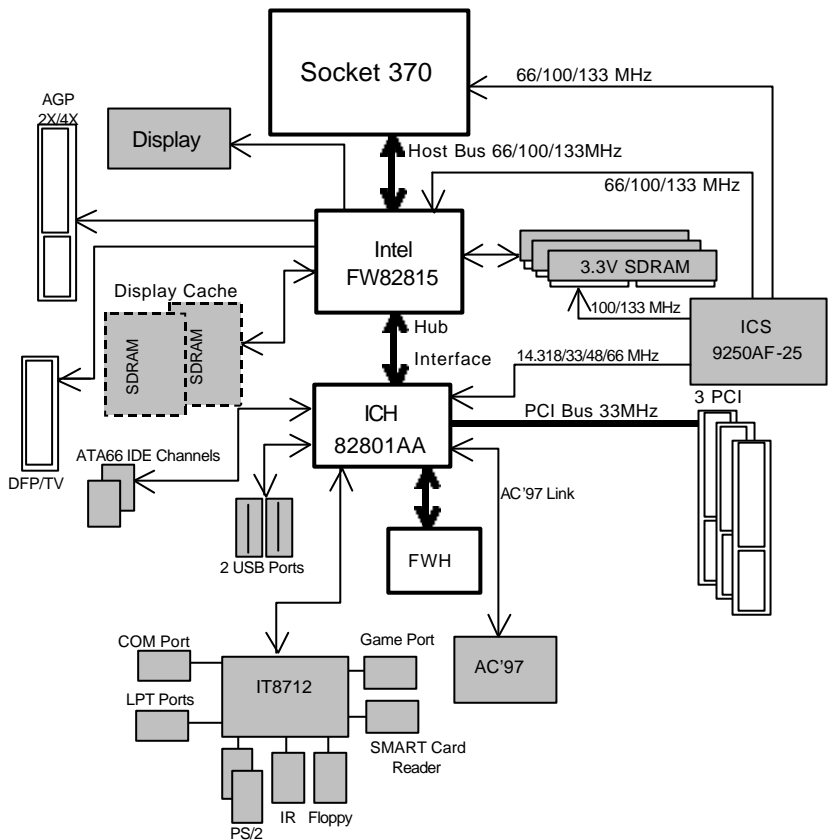 Socket 370
66/100/133 MHz
AGP
2X/4X
Display
Host Bus 66/100/133MHz
66/100/133 MHz
Intel
FW82815
3.3V SDRAM
Display Cache
SDRAM
SDRAM
100/133 MHz
ICS
9250AF-25
Hub
Interface
14.318/33/48/66 MHz
3 PCI
PCI Bus 33MHz
ICH
82801AA
DFP/TV
ATA66 IDE Channels
AC'97 Link
2 USB Ports
FWH
COM Port
Game Port
AC'97
IT8712
LPT Ports
SMART Card
Reader
IR
Floppy
PS/2